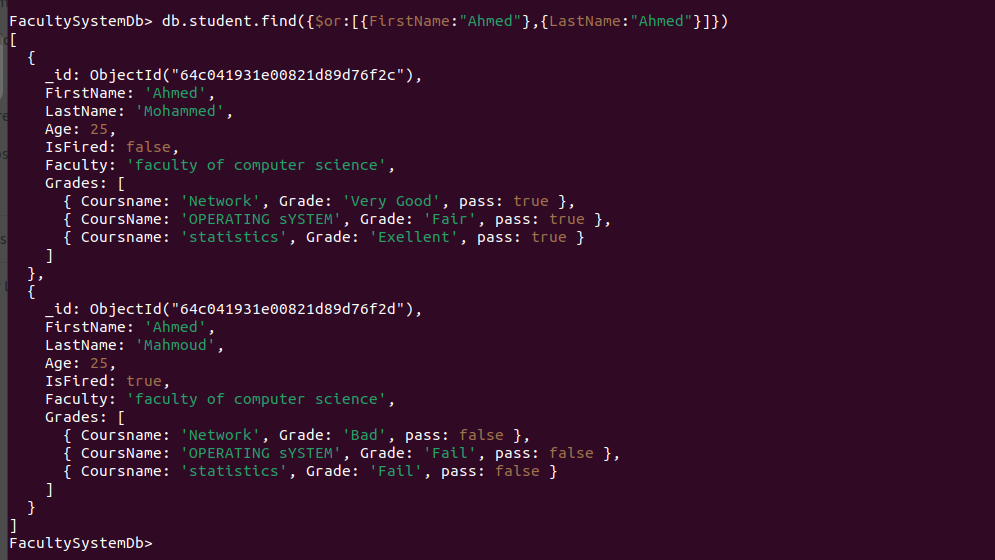 FacultySystemDb> db.student.find({$or:[{FirstName:"Ahmed"},{LastName:"Ahmed"}]})
[
  {
    _id: ObjectId("64c041931e00821d89d76f2c"),
    FirstName: 'Ahmed',
    LastName: 'Mohammed',
    Age: 25,
    IsFired: false,
    Faculty: 'faculty of computer science',
    Grades: [
      { Coursname: 'Network', Grade: 'Very Good', pass: true },
      { CoursName: 'OPERATING sYSTEM', Grade: 'Fair', pass: true },
      { Coursname: 'statistics', Grade: 'Exellent', pass: true }
    ]
  },
  {
    _id: ObjectId("64c041931e00821d89d76f2d"),
    FirstName: 'Ahmed',
    LastName: 'Mahmoud',
    Age: 25,
    IsFired: true,
    Faculty: 'faculty of computer science',
    Grades: [
      { Coursname: 'Network', Grade: 'Bad', pass: false },
      { Coursname: 'OPERATING sYSTEM', Grade: 'Fail', pass: false },
      { Coursname: 'statistics', Grade: 'Fail', pass: false }
    ]
  }
]
FacultySystemDb>